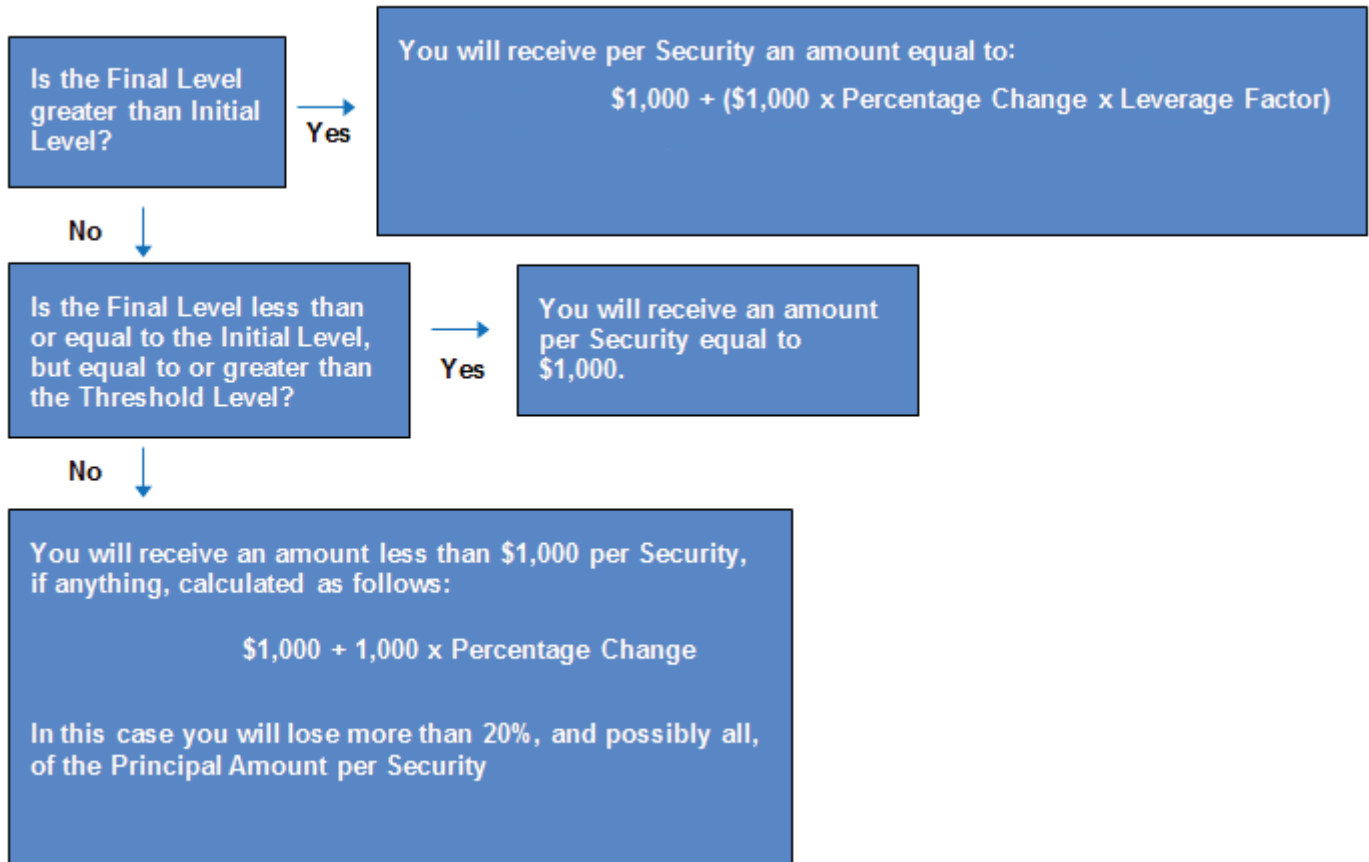 Is the Final Level
greater than Initial
Level?
Yes
You will receive per Security an amount equal to:
$1,000 + ($1,000 x Percentage Change x Leverage Factor)
No
Is the Final Level less than
or equal to the Initial Level,
but equal to or greater than
the Threshold Level?
Yes
You will receive an amount
per Security equal to
$1,000.
No
You will receive an amount less than $1,000 per Security,
if anything, calculated as follows:
$1,000 + 1,000 x Percentage Change
In this case you will lose more than 20%, and possibly all,
of the Principal Amount per Security